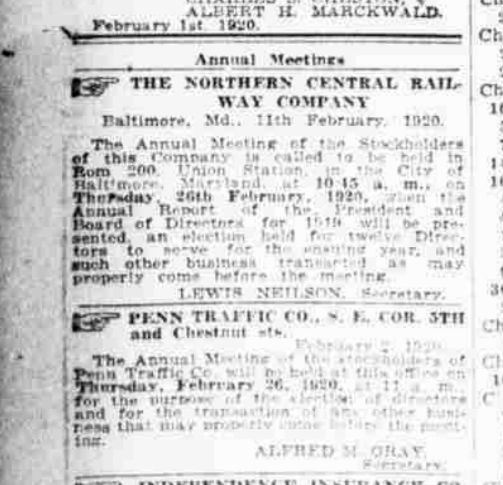 ALBERT H. MARCKWALD.
February 1st, 1920.
Annual Meetings
THE NORTHERN CENTRAL RAIL-
WAY COMPANY
Baltimore, Md., 11th February, 1920.
The Annual Meeting of the Stockholders
of this Company is called to be held in
Rom 200, Union Station, in the City of
Baltimore, Maryland, at 10:45 a. m., on
Thursday, 26th February, 1920, when the
Annual Report of the President and
Board of Directors for 1919 will be pre-
sented, an election held for twelve Direc-
tors to serve for the ensuing year, and
such other business transacted as may
properly come before the meeting.
LEWIS NEILSON, Secretary.
PENN TRAFFIC CO., S. E. COR. 5TH
and Chestnut sts.
February 1920.
The Annual Meeting of the stockholders of
Penn Traffic Co. will be held at this office on
Thursday, February 26, 1920, at 11 a. m.,
for the purpose of the election of directors
and for the transaction of any other busi-
ness that may properly come before the meet-
ing.
ALFRED M. GRAY,
Secretary.
INDEPENDENCE INSURANCE CO